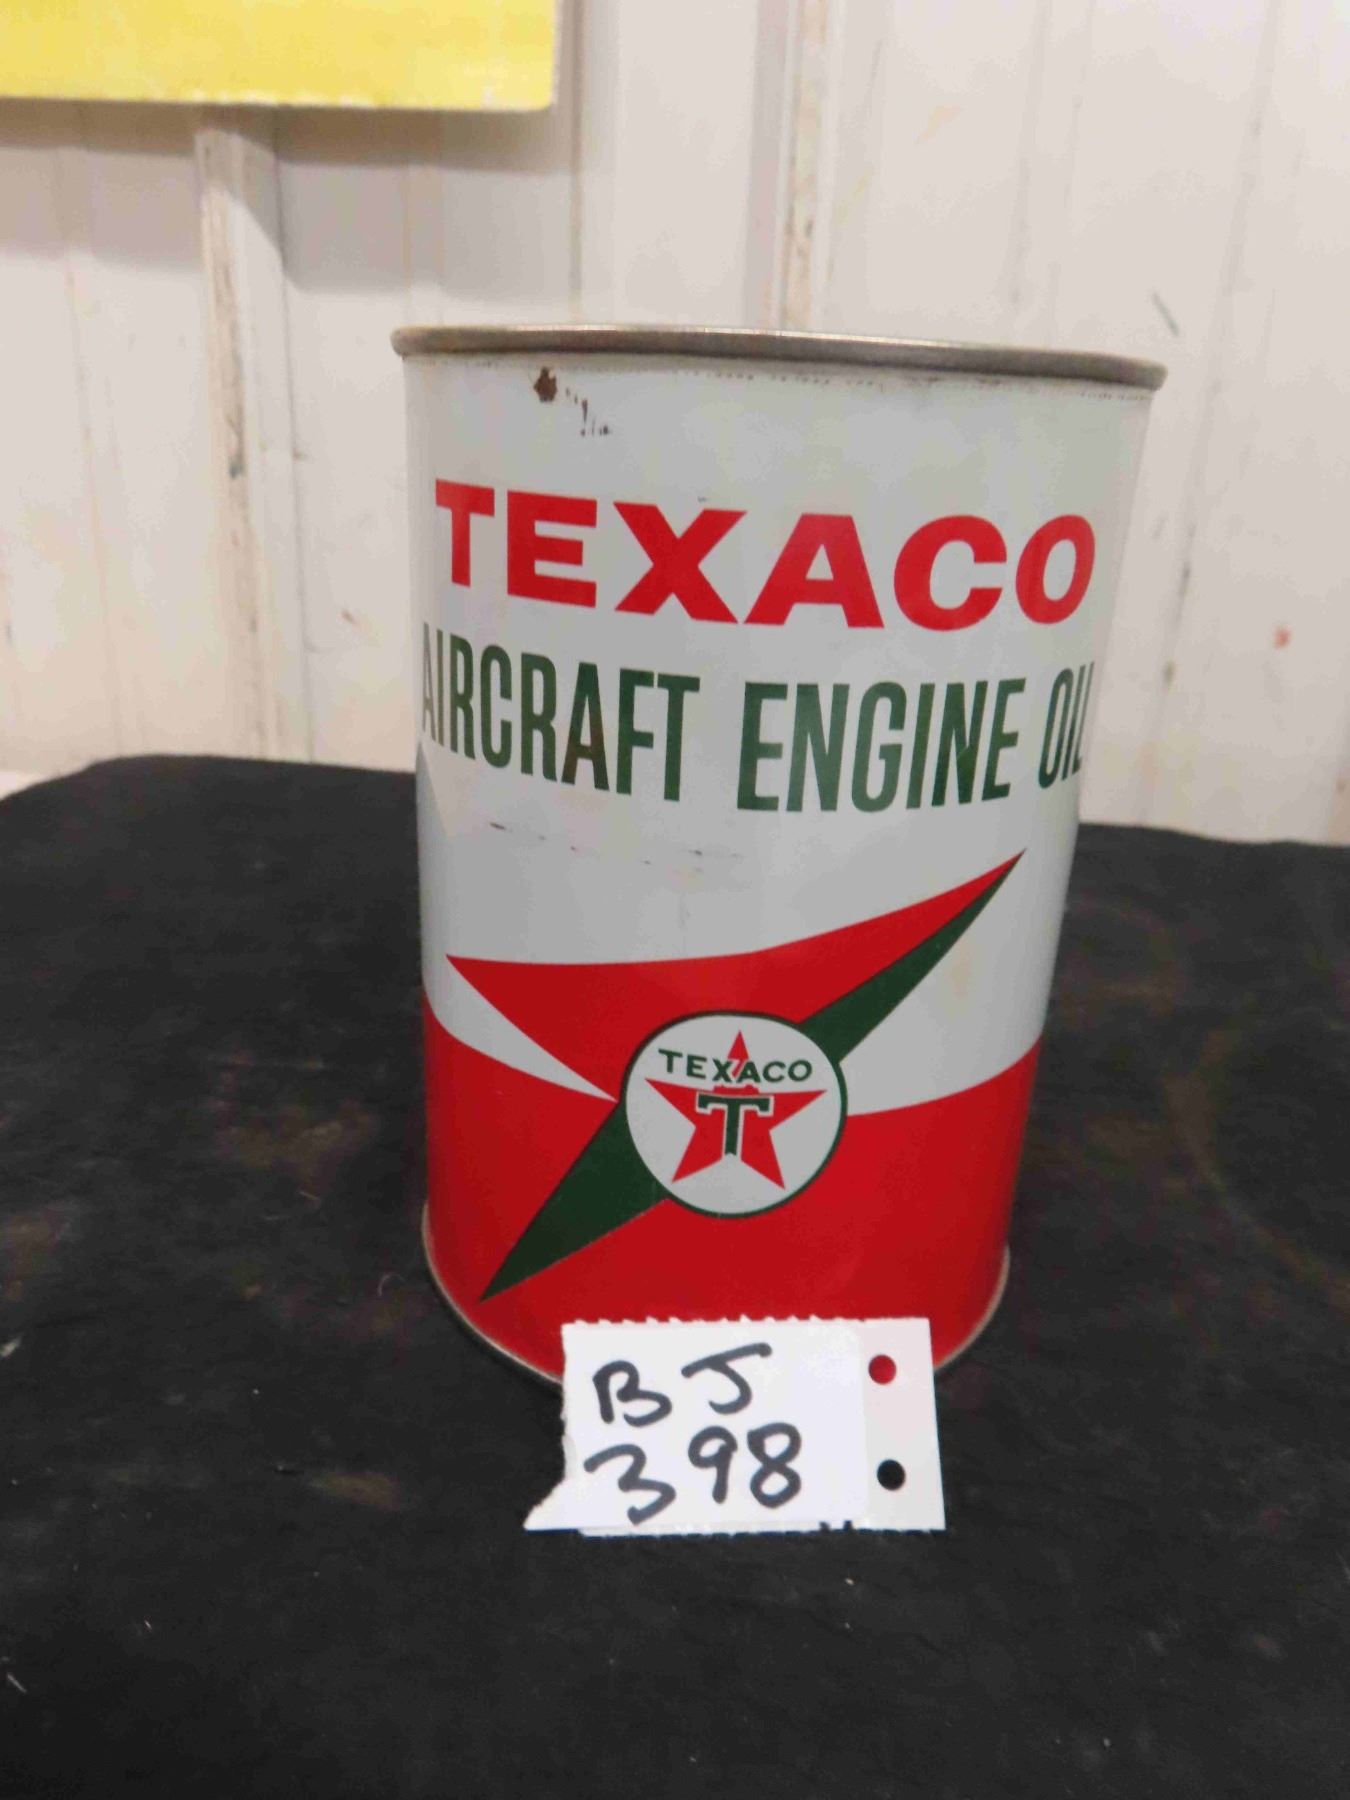 TEXACO
AIRCRAFT ENGINE OIL
TEXACO
T
BJ
398